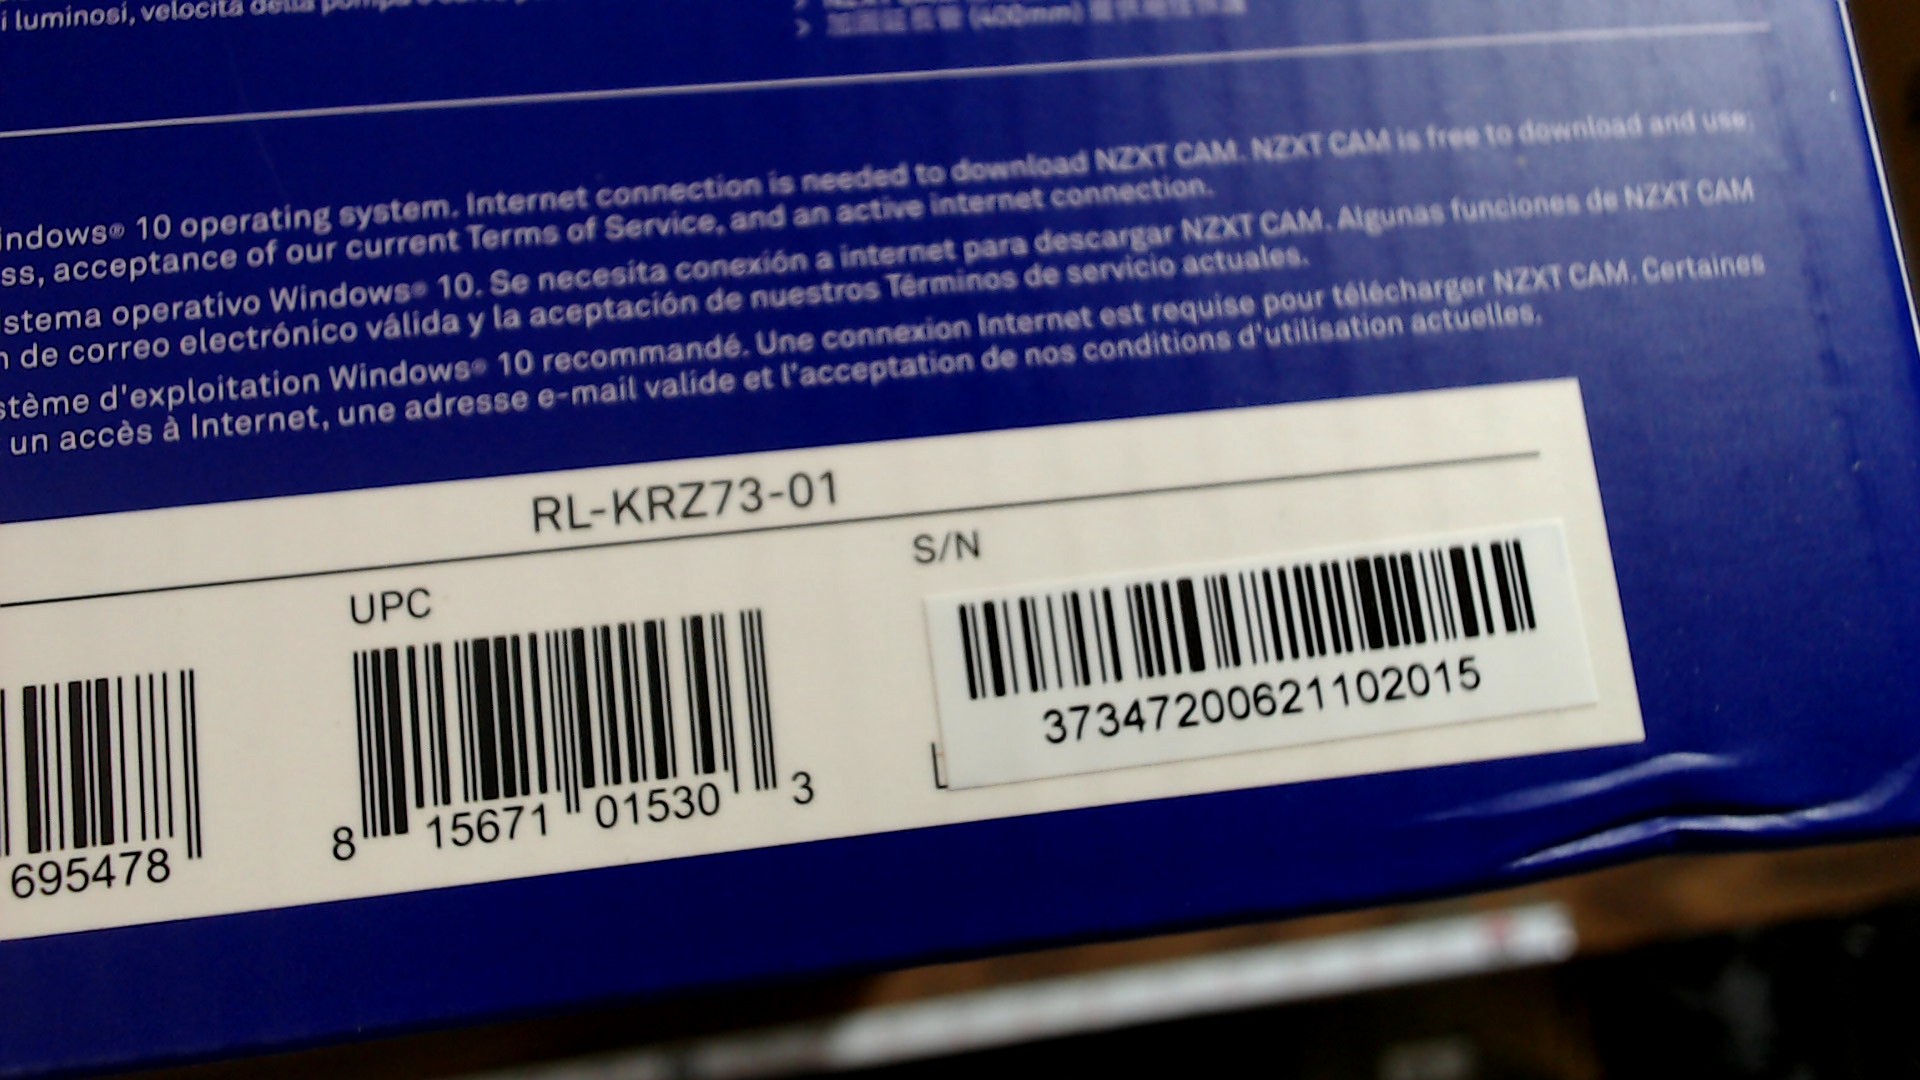 i luminosi, velocità della
> (400mm)
indows® 10 operating system. Internet connection is needed to download NZXT CAM. NZXT CAM is free to download and use;
ss, acceptance of our current Terms of Service, and an active internet connection.
stema operativo Windows® 10. Se necesita conexión a internet para descargar NZXT CAM. Algunas funciones de NZXT CAM
n de correo electrónico válida y la aceptación de nuestros Términos de servicio actuales.
stème d'exploitation Windows® 10 recommandé. Une connexion Internet est requise pour télécharger NZXT CAM. Certaines
un accès à Internet, une adresse e-mail valide et l'acceptation de nos conditions d'utilisation actuelles.
RL-KRZ73-01
UPC
S/N
695478
8 15671 01530 3
37347200621102015